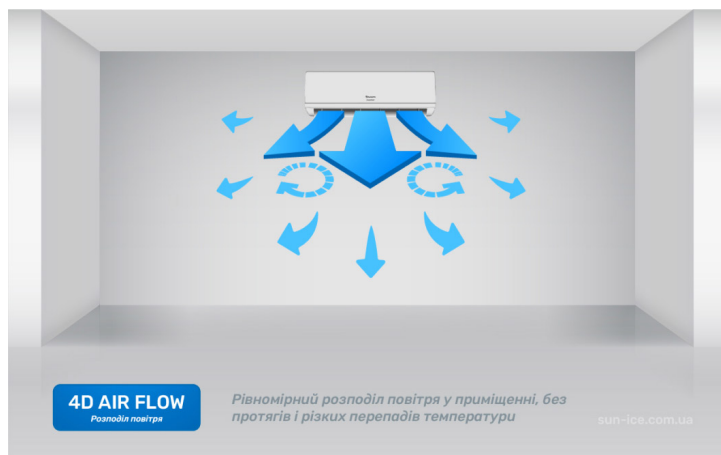 4D AIR FLOW
Розподіл повітря
Рівномірний розподіл повітря у приміщенні, без
протягів і різких перепадів температури
sun-ice.com.ua